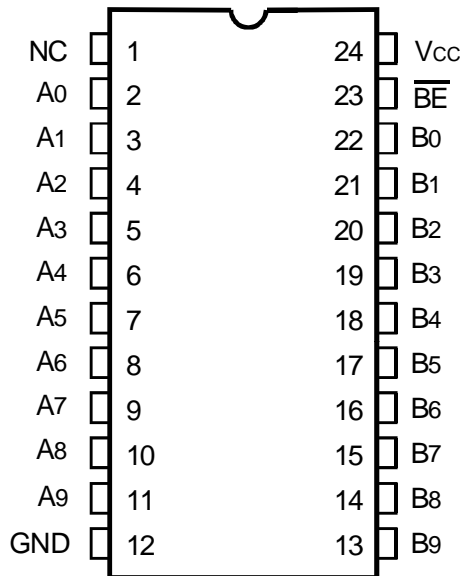 NC 1 24 Vcc
A0 2 23 B̅E̅
A1 3 22 B0
A2 4 21 B1
A3 5 20 B2
A4 6 19 B3
A5 7 18 B4
A6 8 17 B5
A7 9 16 B6
A8 10 15 B7
A9 11 14 B8
GND 12 13 B9